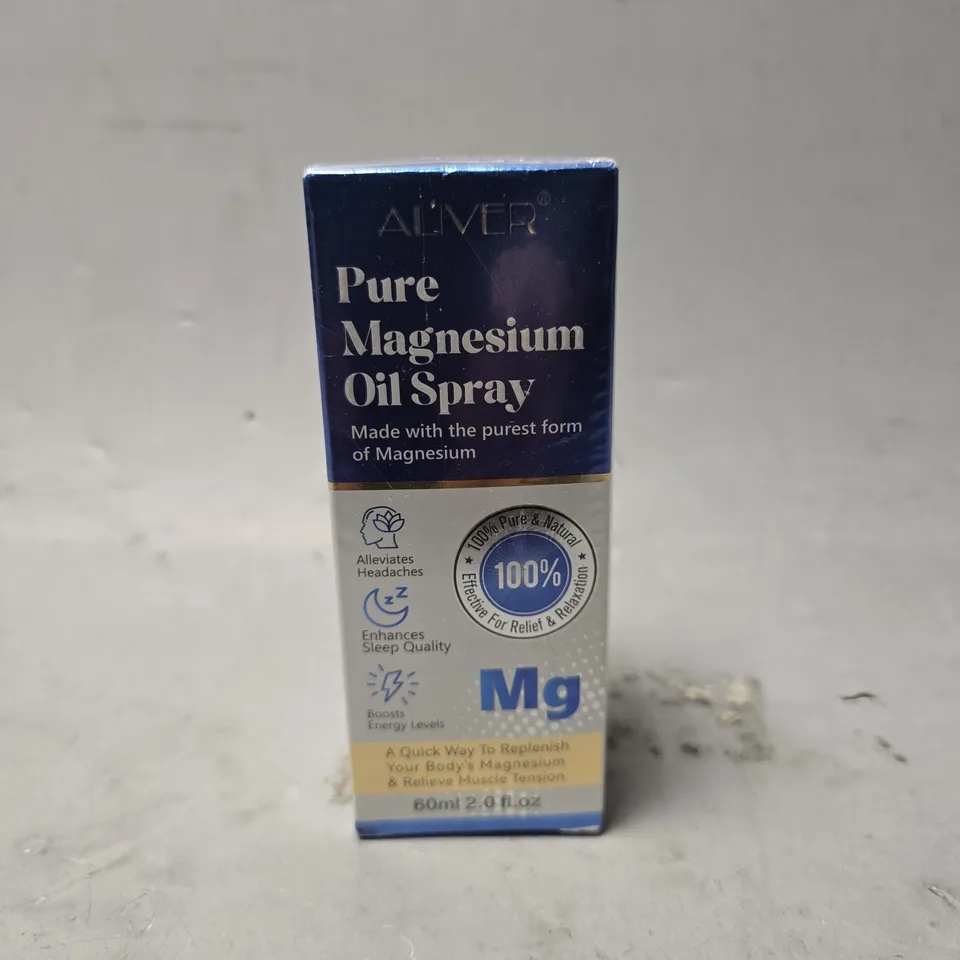 ALIVER®
Pure
Magnesium
Oil Spray
Made with the purest form
of Magnesium
Alleviates
Headaches
100% Pure & Natural
100%
Effective For Relief & Relaxation
Enhances
Sleep Quality
Boosts
Energy Levels
Mg
A Quick Way To Replenish
Your Body's Magnesium
& Relieve Muscle Tension
60ml 2.0 fl.oz